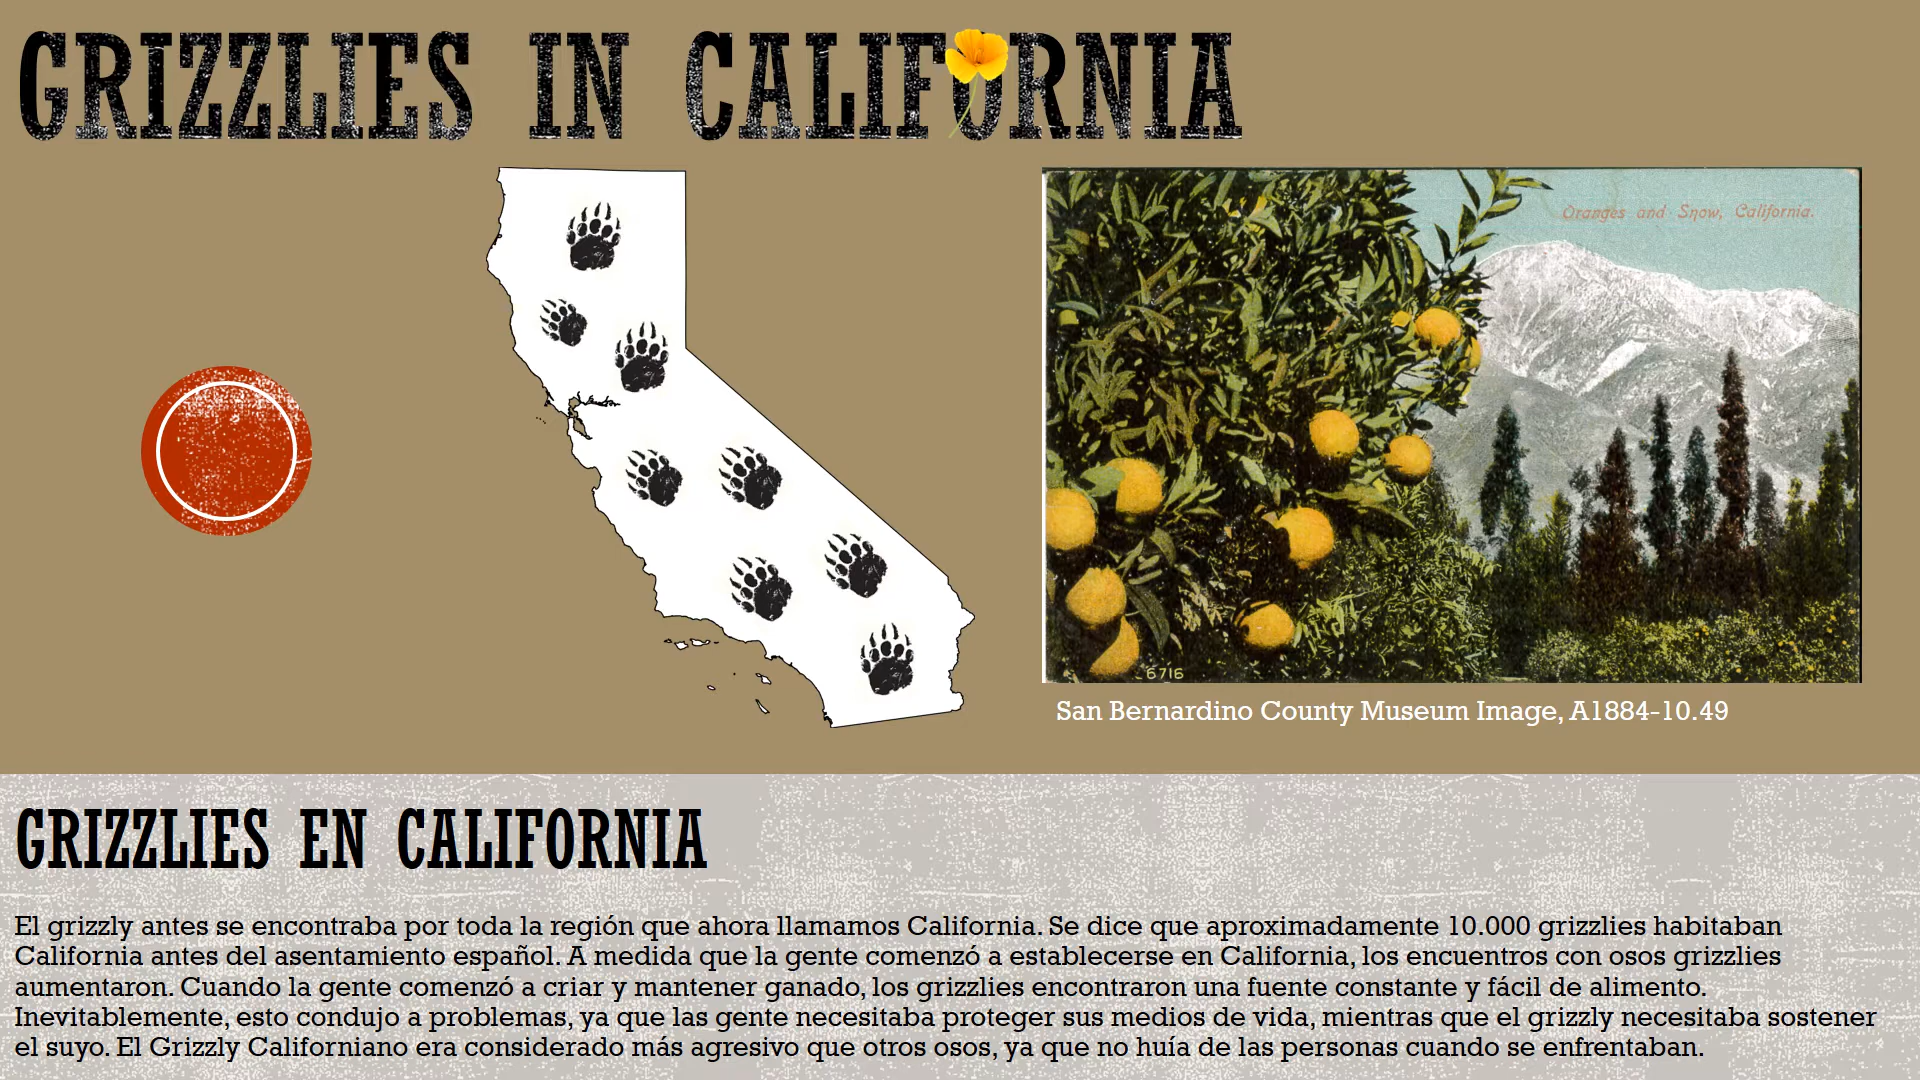 GRIZZLIES IN CALIFORNIA
Oranges and Snow, California.
6716
San Bernardino County Museum Image, A1884-10.49
GRIZZLIES EN CALIFORNIA
El grizzly antes se encontraba por toda la región que ahora llamamos California. Se dice que aproximadamente 10.000 grizzlies habitaban
California antes del asentamiento español. A medida que la gente comenzó a establecerse en California, los encuentros con osos grizzlies
aumentaron. Cuando la gente comenzó a criar y mantener ganado, los grizzlies encontraron una fuente constante y fácil de alimento.
Inevitablemente, esto condujo a problemas, ya que las gente necesitaba proteger sus medios de vida, mientras que el grizzly necesitaba sostener
el suyo. El Grizzly Californiano era considerado más agresivo que otros osos, ya que no huía de las personas cuando se enfrentaban.